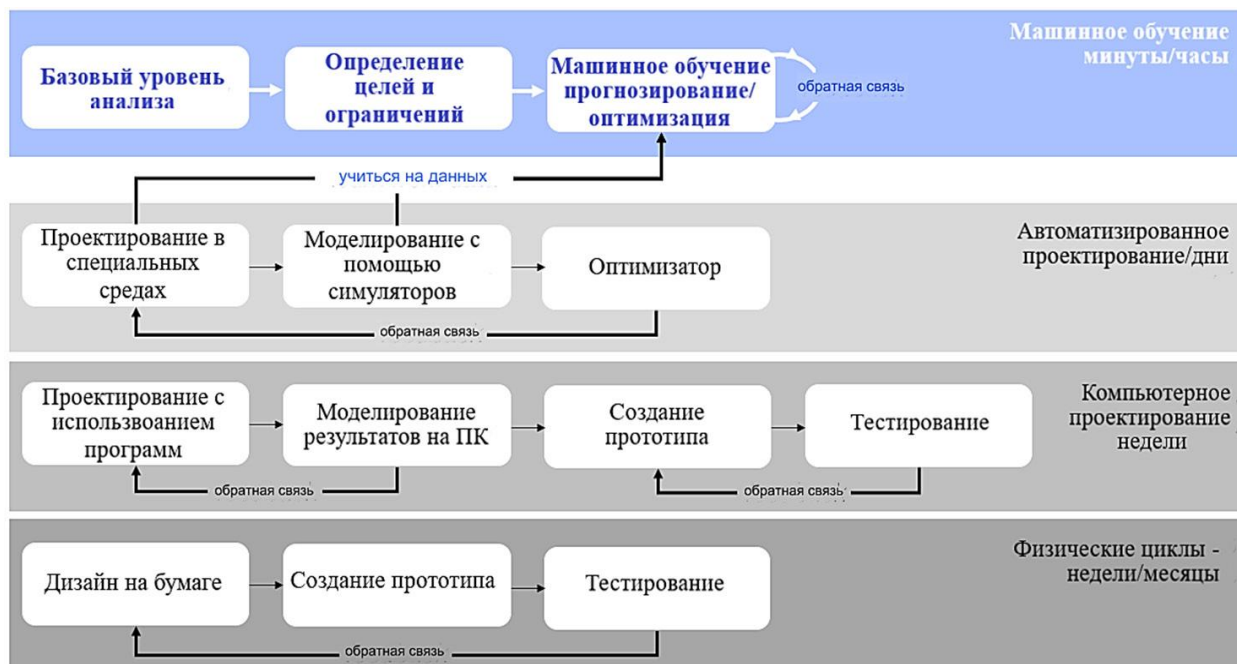 Машинное обучение
минуты/часы
Базовый уровень
анализа
Определение
целей и
ограничений
Машинное обучение
прогнозирование/
оптимизация
обратная связь
учиться на данных
Автоматизированное
проектирование/дни
Проектирование в
специальных
средах
Моделирование с
помощью
симуляторов
Оптимизатор
обратная связь
Компьютерное
проектирование
недели
Проектирование с
использвоанием
программ
Моделирование
результатов на ПК
Создание
прототипа
Тестирование
обратная связь
обратная связь
Физические циклы -
недели/месяцы
Дизайн на бумаге
Создание прототипа
Тестирование
обратная связь